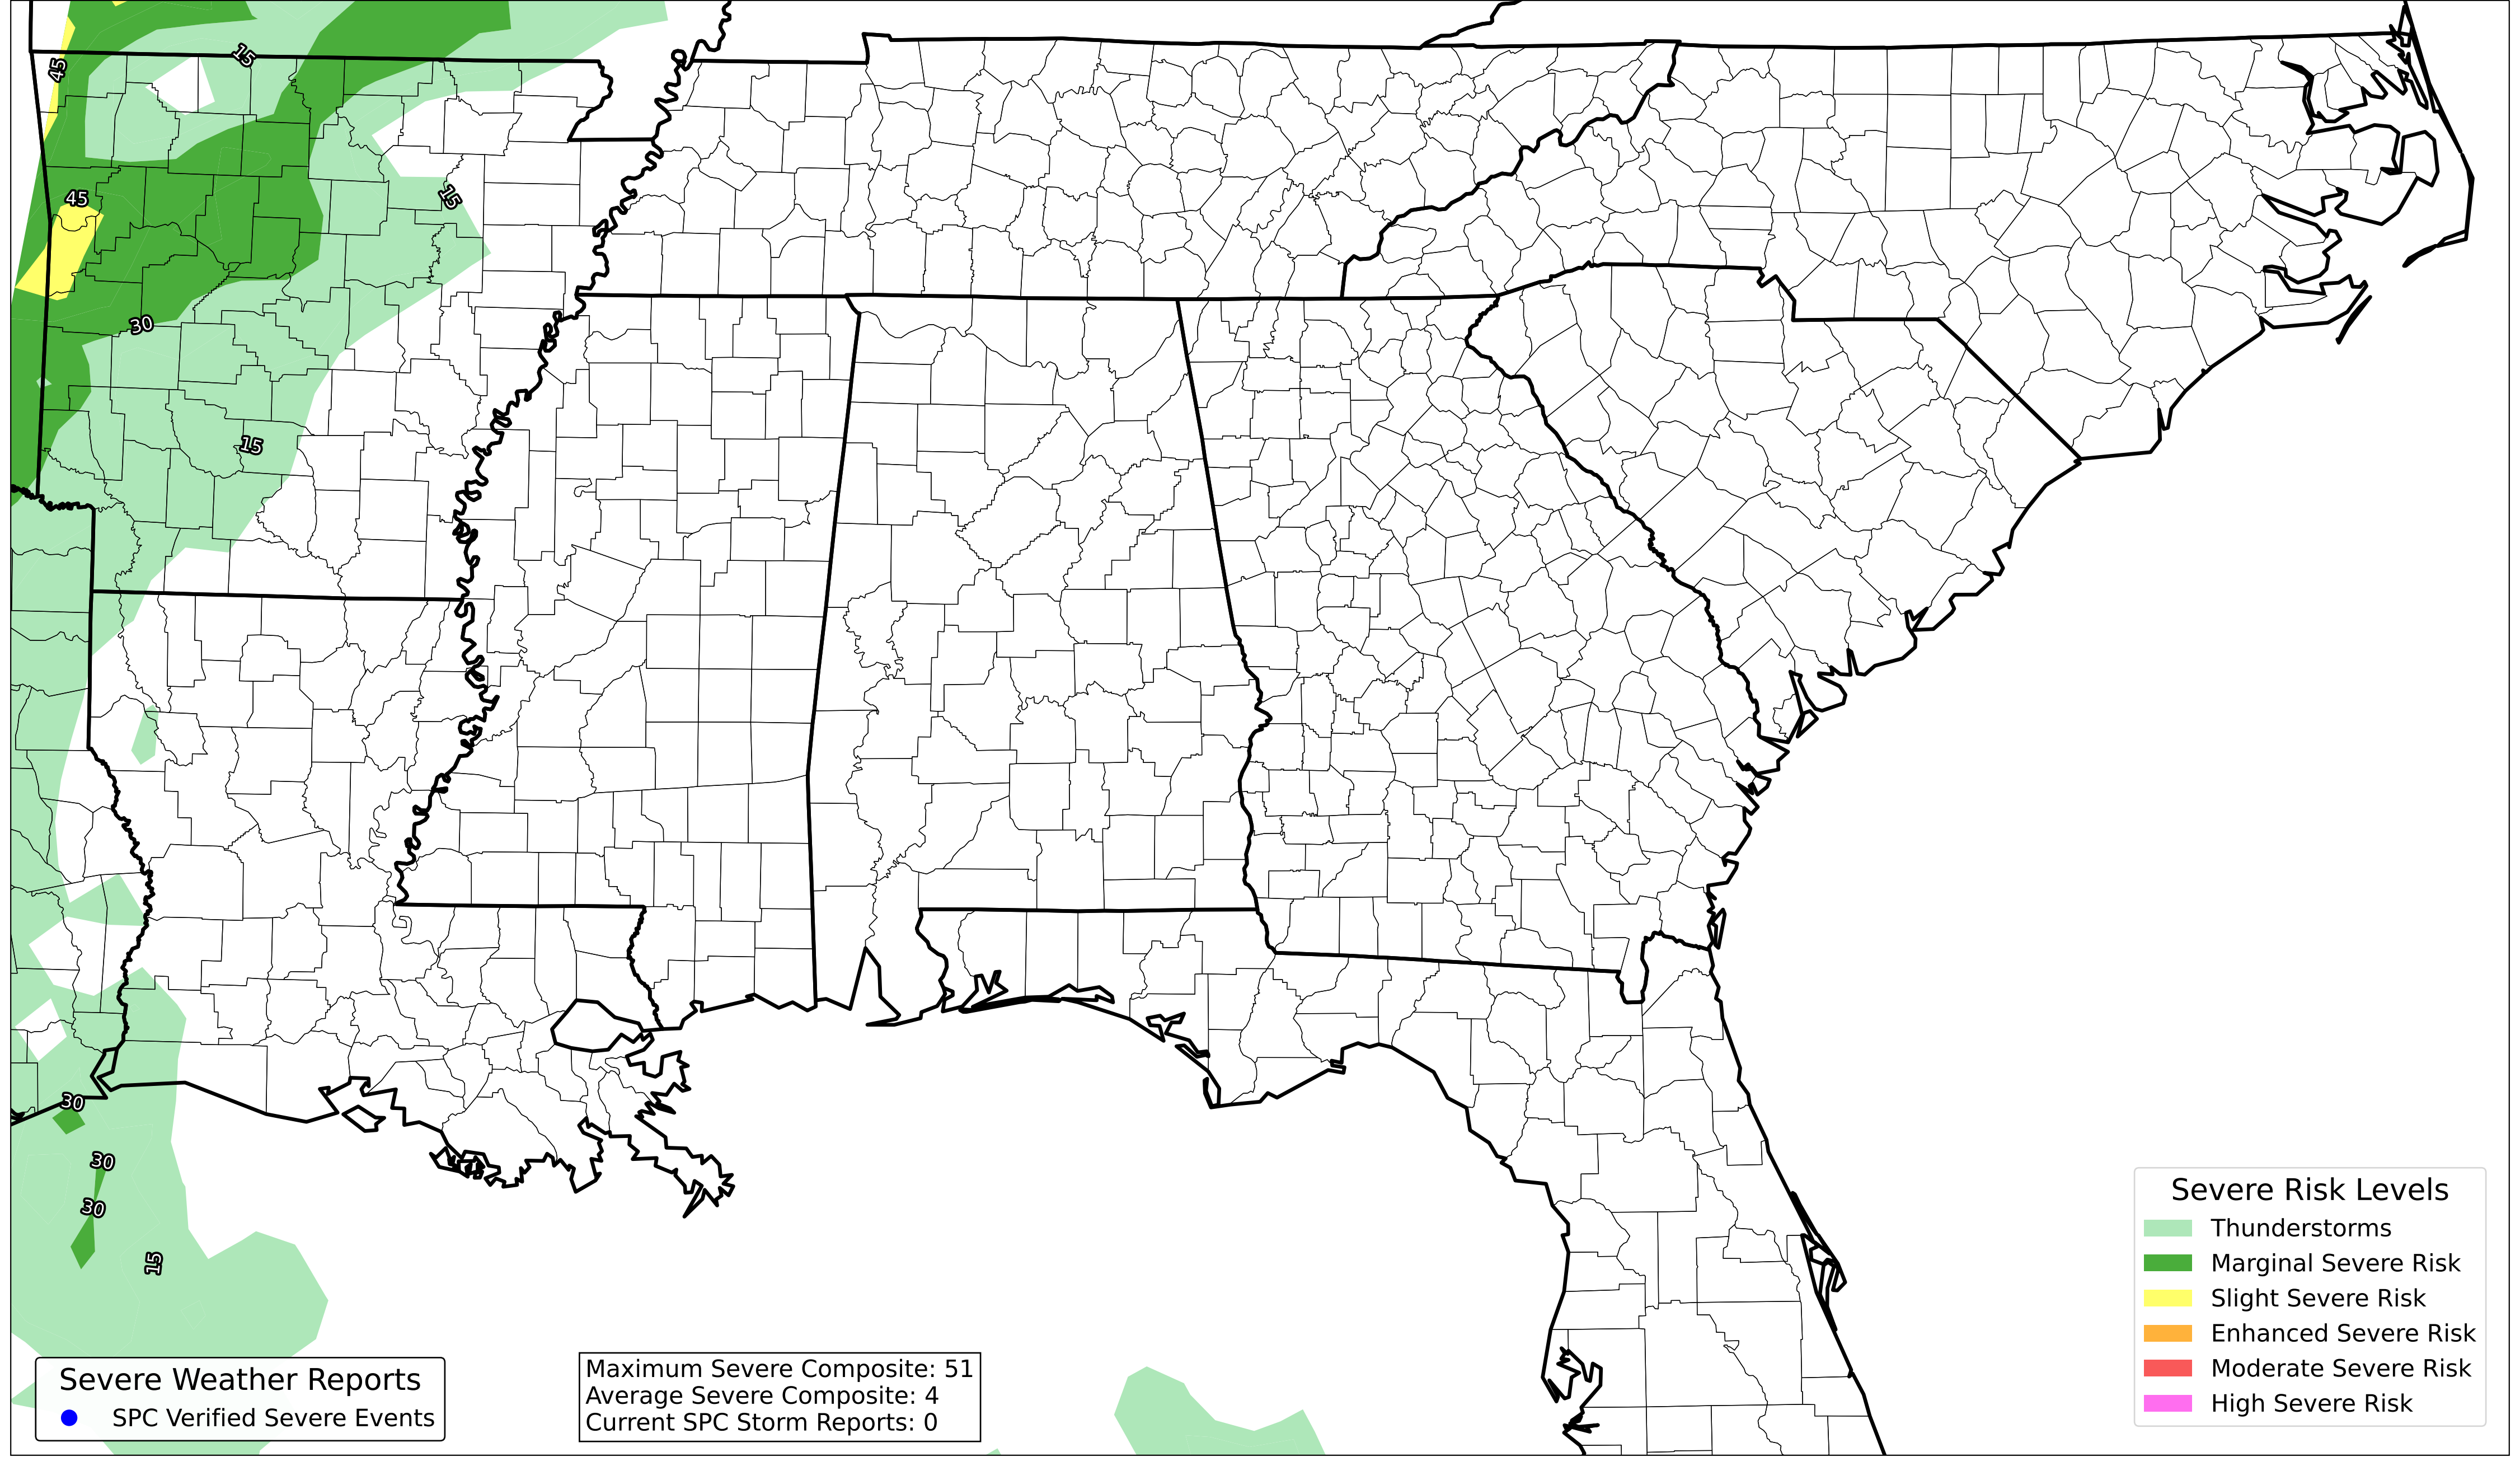 15
45
45
15
30
15
30
30
30
15
Severe Weather Reports
SPC Verified Severe Events
Maximum Severe Composite: 51
Average Severe Composite: 4
Current SPC Storm Reports: 0
Severe Risk Levels
Thunderstorms
Marginal Severe Risk
Slight Severe Risk
Enhanced Severe Risk
Moderate Severe Risk
High Severe Risk